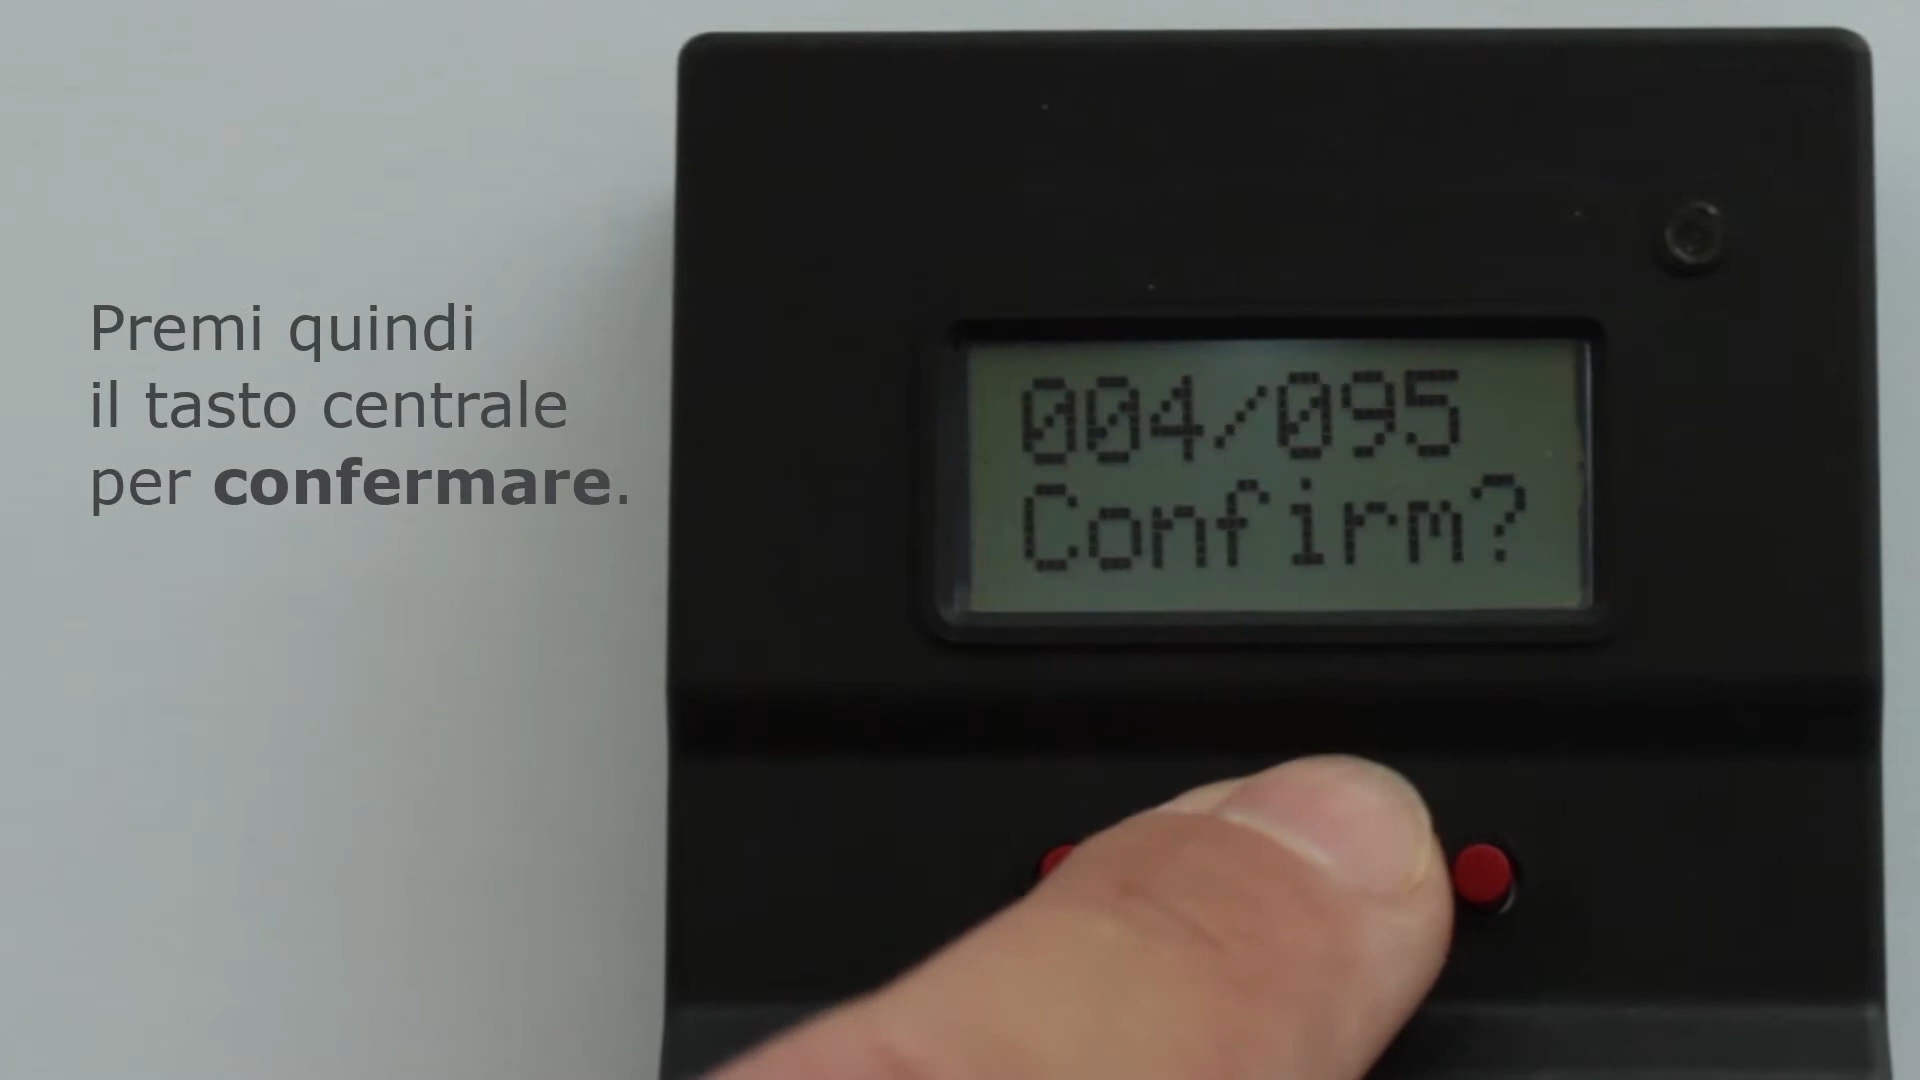 Premi quindi
il tasto centrale
per confermare.
004/095
Confirm?